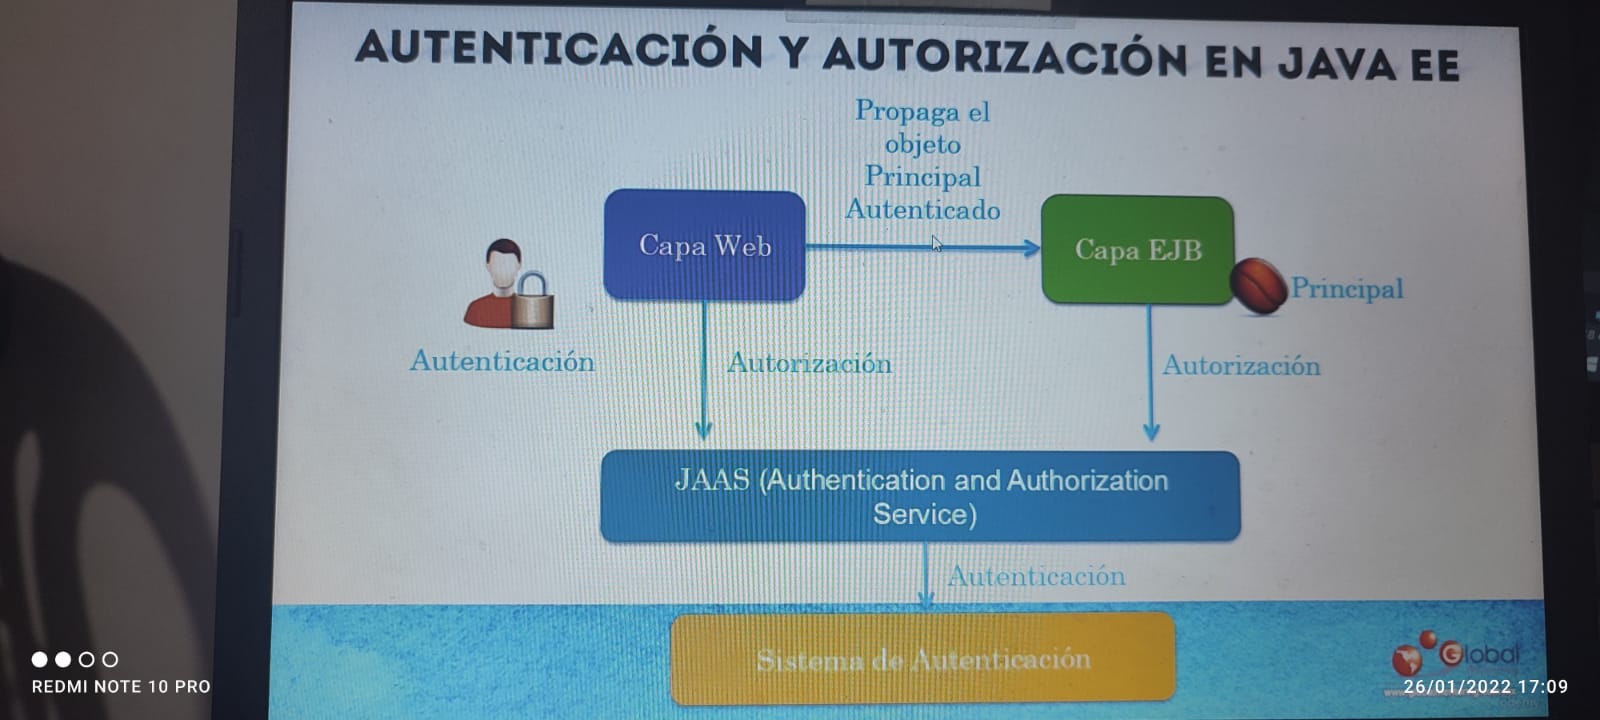 AUTENTICACIÓN Y AUTORIZACIÓN EN JAVA EE
Propaga el
objeto
Principal
Autenticado
Capa Web
Capa EJB
Principal
Autenticación
Autorización
Autorización
JAAS (Authentication and Authorization
Service)
Autenticación
Sistema de Autenticación
Global
REDMI NOTE 10 PRO
26/01/2022 17:09